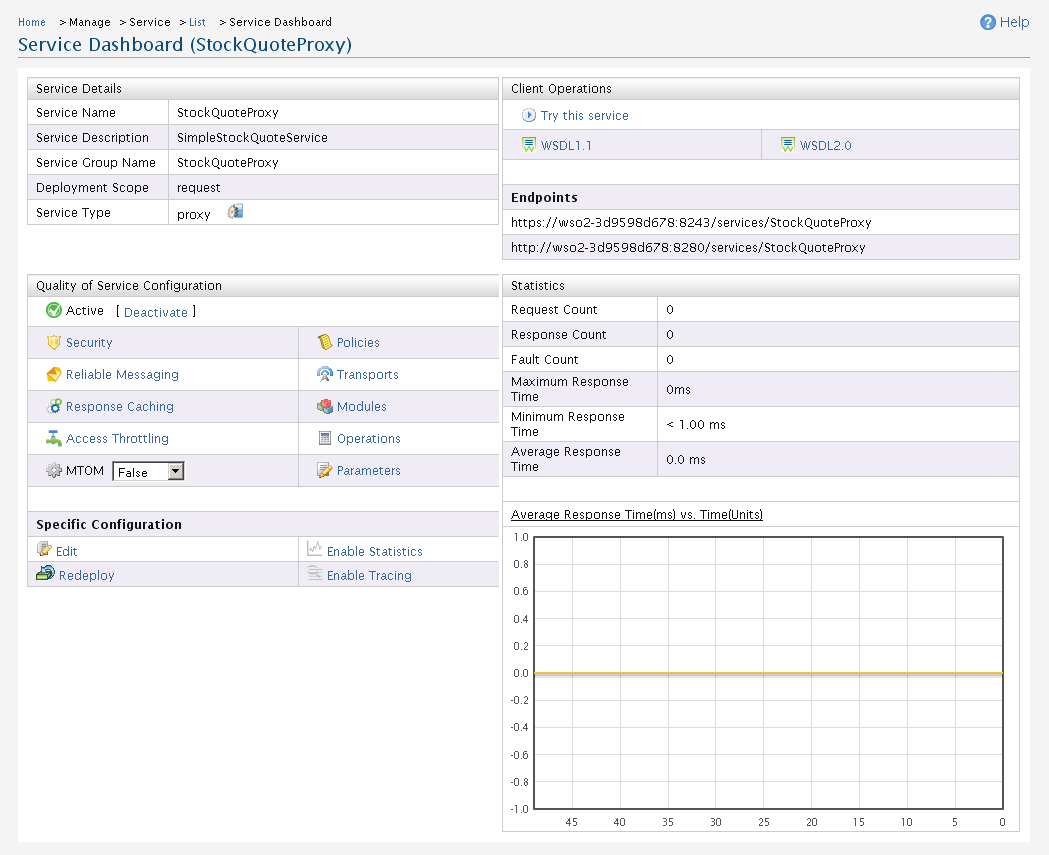 Home > Manage > Service > List > Service Dashboard
Help
Service Dashboard (StockQuoteProxy)
Service Details
Service Name StockQuoteProxy
Service Description SimpleStockQuoteService
Service Group Name StockQuoteProxy
Deployment Scope request
Service Type proxy
Client Operations
Try this service
WSDL1.1 WSDL2.0
Endpoints
https://wso2-3d9598d678:8243/services/StockQuoteProxy
http://wso2-3d9598d678:8280/services/StockQuoteProxy
Quality of Service Configuration
Active [ Deactivate ]
Security Policies
Reliable Messaging Transports
Response Caching Modules
Access Throttling Operations
MTOM False Parameters
Specific Configuration
Edit Enable Statistics
Redeploy Enable Tracing
Statistics
Request Count 0
Response Count 0
Fault Count 0
Maximum Response
Time
0ms
Minimum Response
Time
< 1.00 ms
Average Response
Time
0.0 ms
Average Response Time(ms) vs. Time(Units)
1.0
0.8
0.6
0.4
0.2
0.0
-0.2
-0.4
-0.6
-0.8
-1.0
45 40 35 30 25 20 15 10 5 0